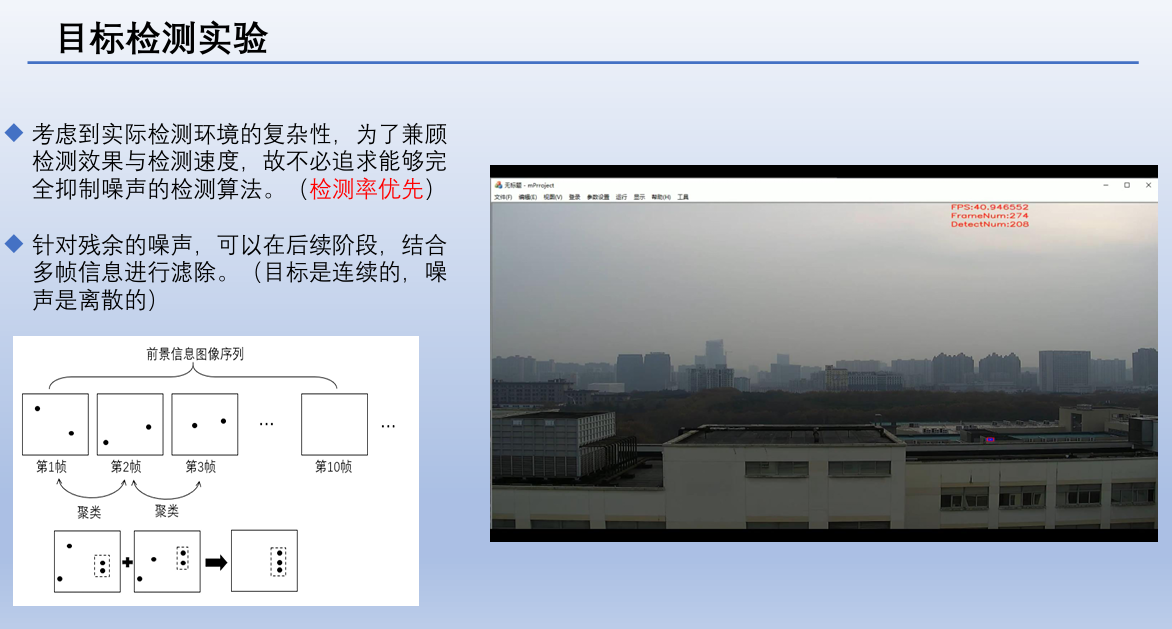 目标检测实验
考虑到实际检测环境的复杂性，为了兼顾
检测效果与检测速度，故不必追求能够完
全抑制噪声的检测算法。（检测率优先）
针对残余的噪声，可以在后续阶段，结合
多帧信息进行滤除。（目标是连续的，噪
声是离散的）
前景信息图像序列
… …
第1帧 第2帧 第3帧 第10帧
聚类 聚类
无标题 - mPrroject
文件(F) 编辑(E) 视图(V) 登录 参数设置 运行 显示 帮助(H) 工具
FPS:40.946552
FrameNum:274
DetectNum:208